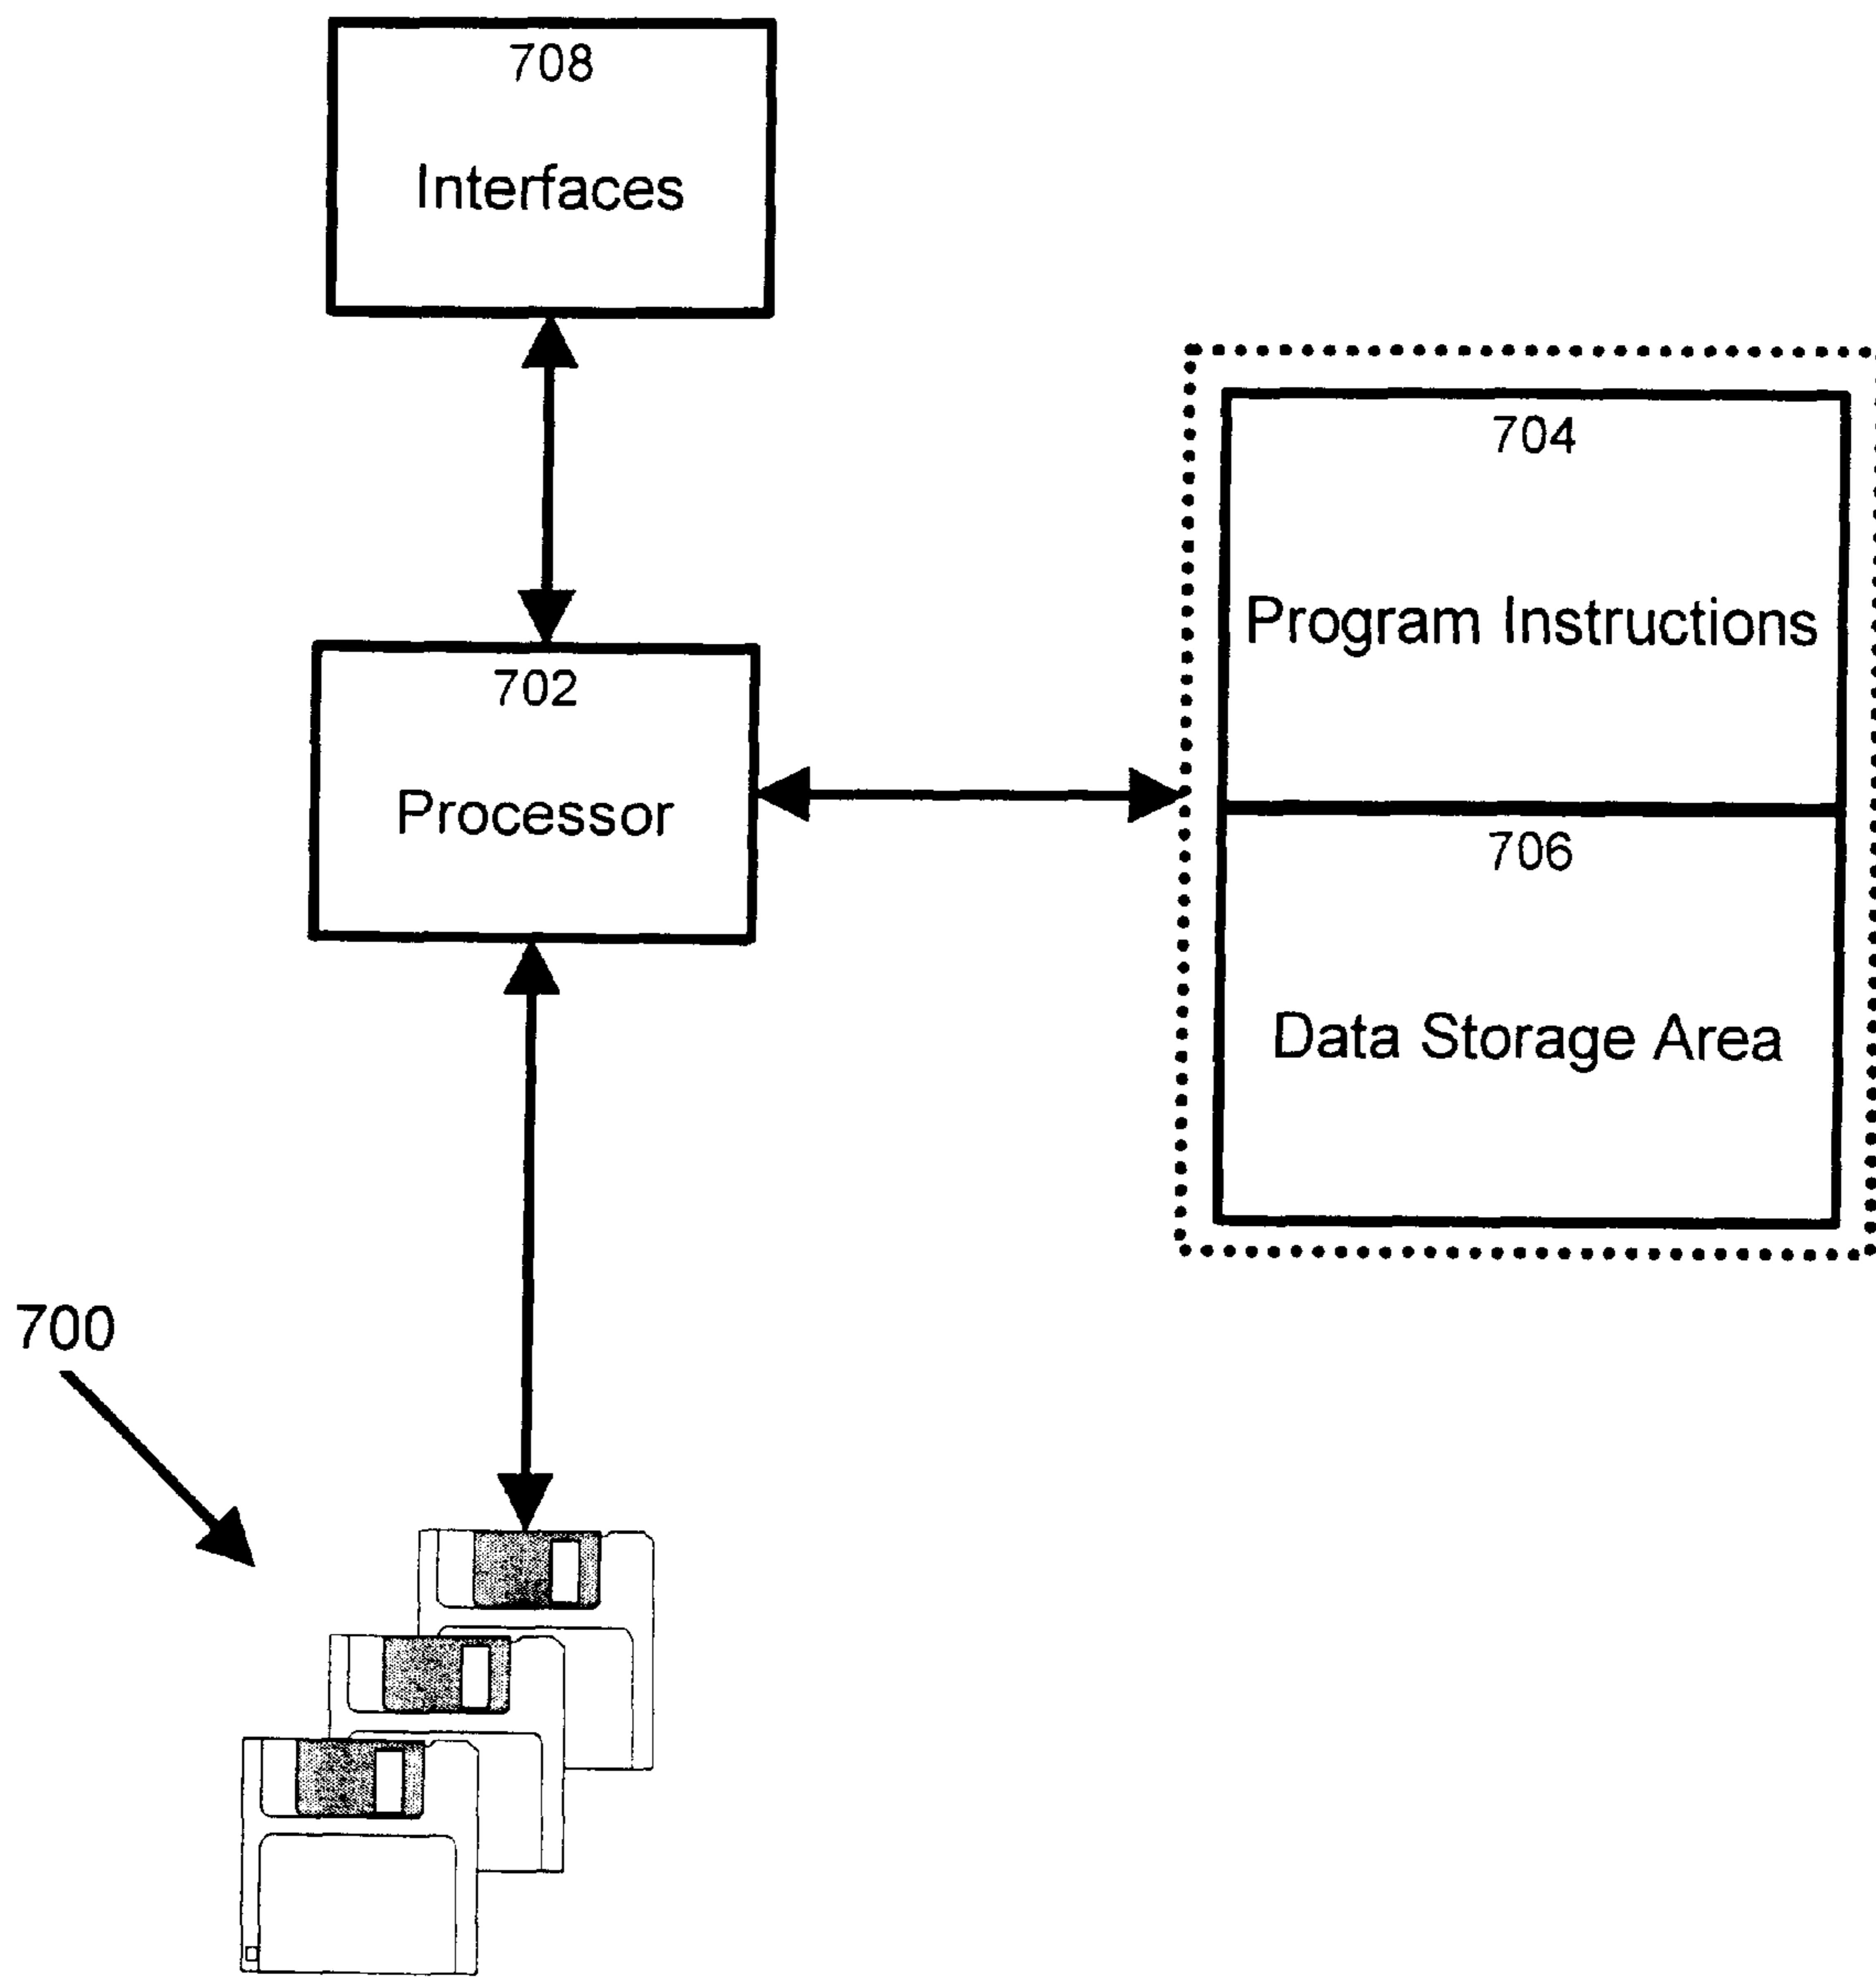 708
Interfaces
704
Program Instructions
702
Processor
706
Data Storage Area
700